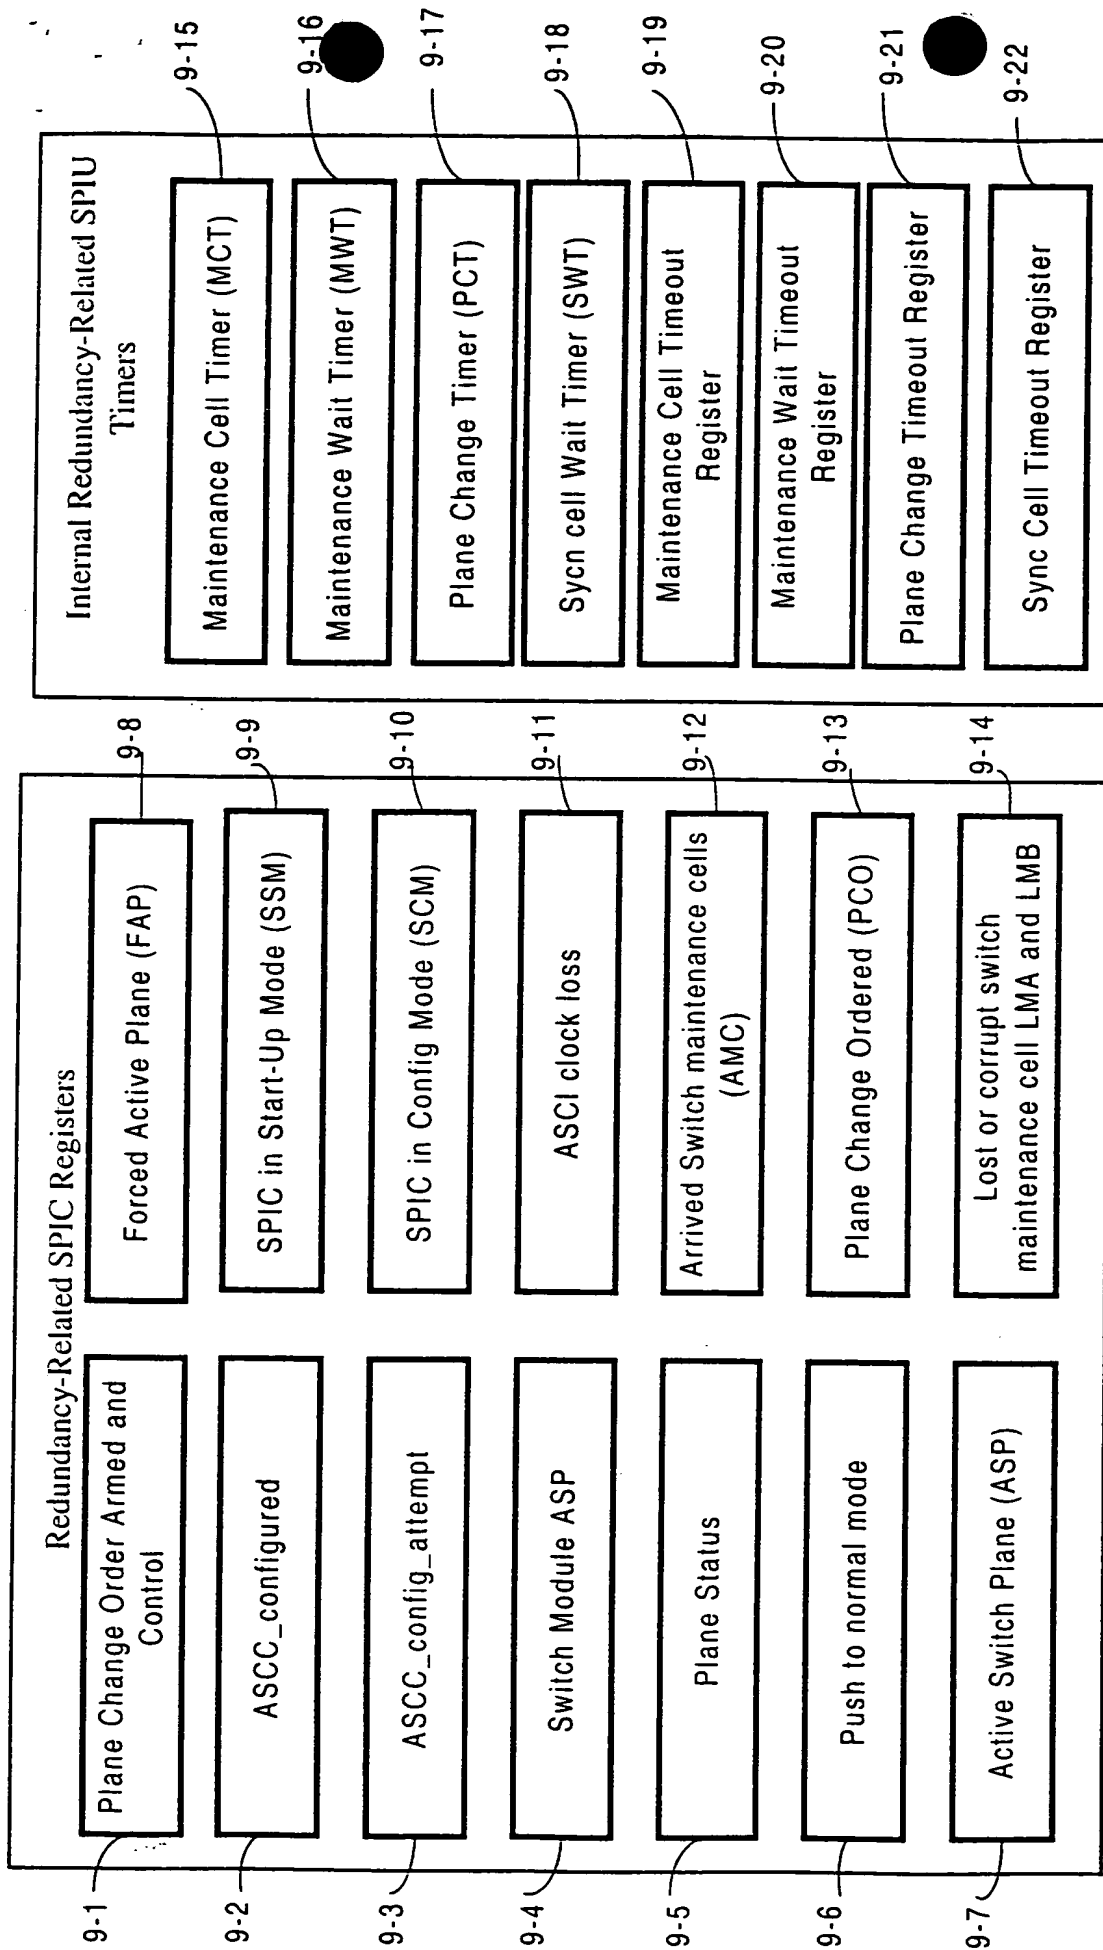 Redundancy-Related SPIC Registers
9-1
Plane Change Order Armed and
Control
9-2
ASCC_configured
9-3
ASCC_config_attempt
9-4
Switch Module ASP
9-5
Plane Status
9-6
Push to normal mode
9-7
Active Switch Plane (ASP)
9-8
Forced Active Plane (FAP)
9-9
SPIC in Start-Up Mode (SSM)
9-10
SPIC in Config Mode (SCM)
9-11
ASCI clock loss
9-12
Arrived Switch maintenance cells
(AMC)
9-13
Plane Change Ordered (PCO)
9-14
Lost or corrupt switch
maintenance cell LMA and LMB
Internal Redundancy-Related SPIU
Timers
9-15
Maintenance Cell Timer (MCT)
9-16
Maintenance Wait Timer (MWT)
9-17
Plane Change Timer (PCT)
9-18
Sycn cell Wait Timer (SWT)
9-19
Maintenance Cell Timeout
Register
9-20
Maintenance Wait Timeout
Register
9-21
Plane Change Timeout Register
9-22
Sync Cell Timeout Register